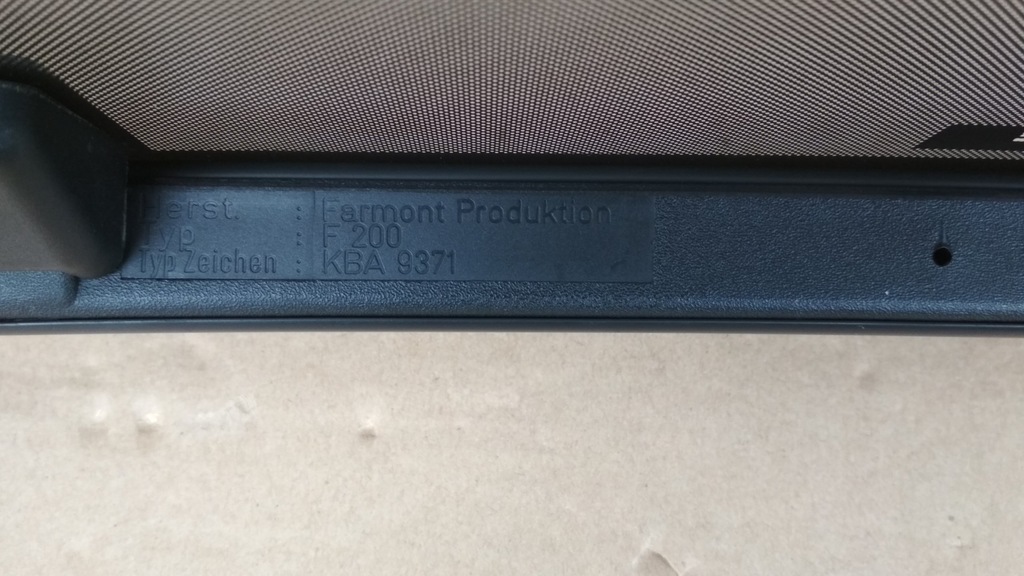 Herst. : Farmont Produktion
Typ : F 200
Typ Zeichen : KBA 9371